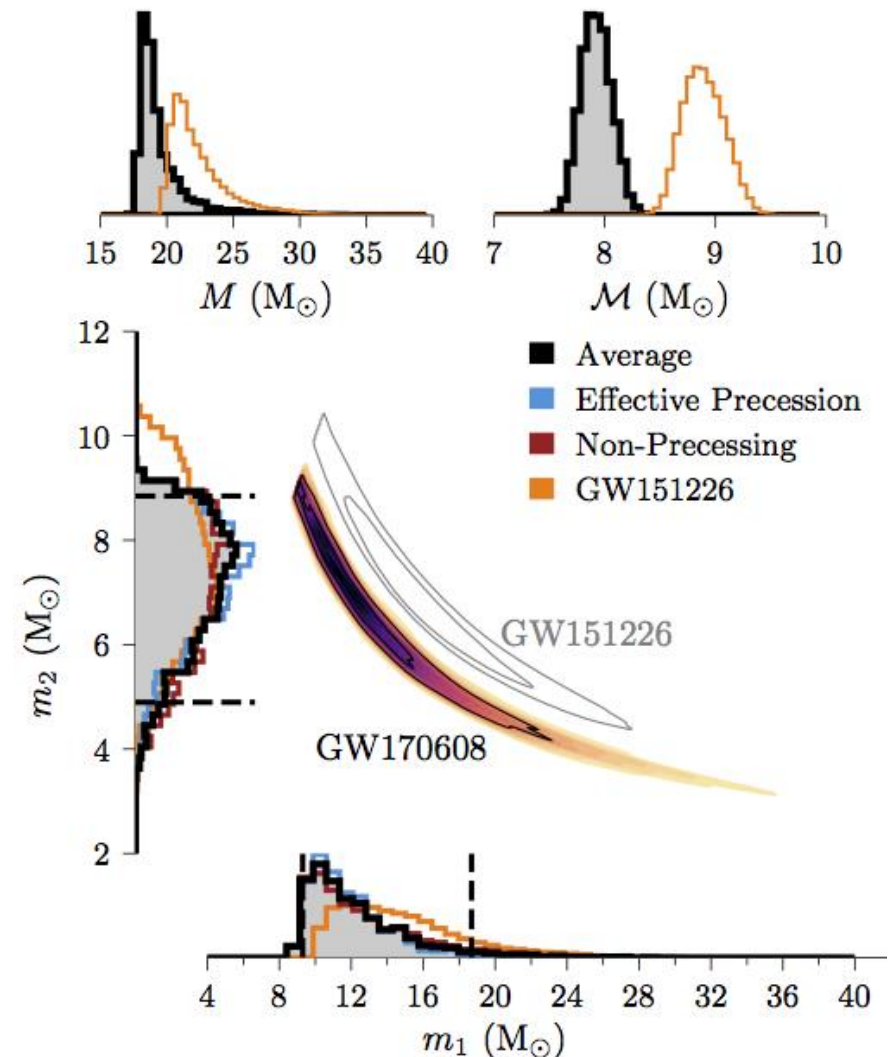 15 20 25 30 35 40
M (M⊙)
7 8 9 10
ℳ (M⊙)
12
10
8
6
4
2
m₂ (M⊙)
Average
Effective Precession
Non-Precessing
GW151226
GW151226
GW170608
4 8 12 16 20 24 28 32 36 40
m₁ (M⊙)